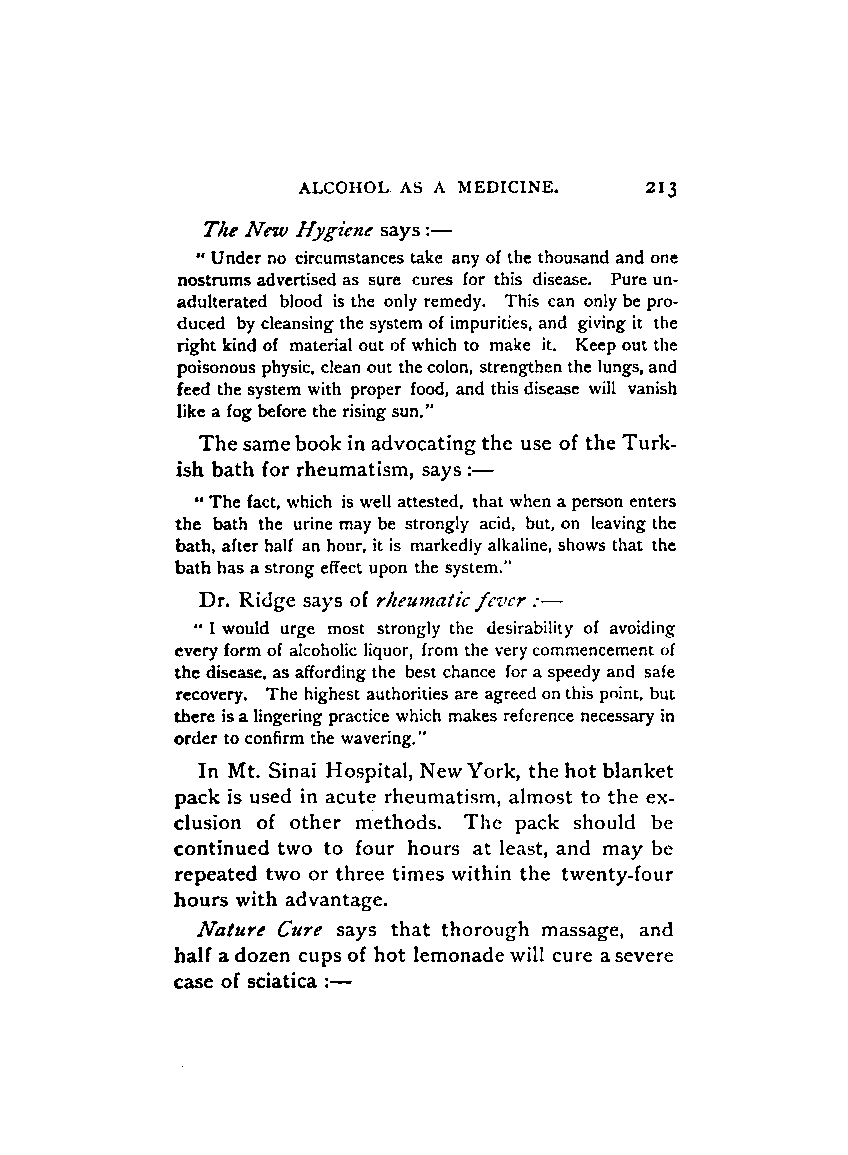 ALCOHOL AS A MEDICINE. 213
The New Hygiene says :—
" Under no circumstances take any of the thousand and one
nostrums advertised as sure cures for this disease. Pure un-
adulterated blood is the only remedy. This can only be pro-
duced by cleansing the system of impurities, and giving it the
right kind of material out of which to make it. Keep out the
poisonous physic, clean out the colon, strengthen the lungs, and
feed the system with proper food, and this disease will vanish
like a fog before the rising sun."
The same book in advocating the use of the Turk-
ish bath for rheumatism, says :—
" The fact, which is well attested, that when a person enters
the bath the urine may be strongly acid, but, on leaving the
bath, after half an hour, it is markedly alkaline, shows that the
bath has a strong effect upon the system."
Dr. Ridge says of rheumatic fever :—
" I would urge most strongly the desirability of avoiding
every form of alcoholic liquor, from the very commencement of
the disease, as affording the best chance for a speedy and safe
recovery. The highest authorities are agreed on this point, but
there is a lingering practice which makes reference necessary in
order to confirm the wavering."
In Mt. Sinai Hospital, New York, the hot blanket
pack is used in acute rheumatism, almost to the ex-
clusion of other methods. The pack should be
continued two to four hours at least, and may be
repeated two or three times within the twenty-four
hours with advantage.
Nature Cure says that thorough massage, and
half a dozen cups of hot lemonade will cure a severe
case of sciatica :—